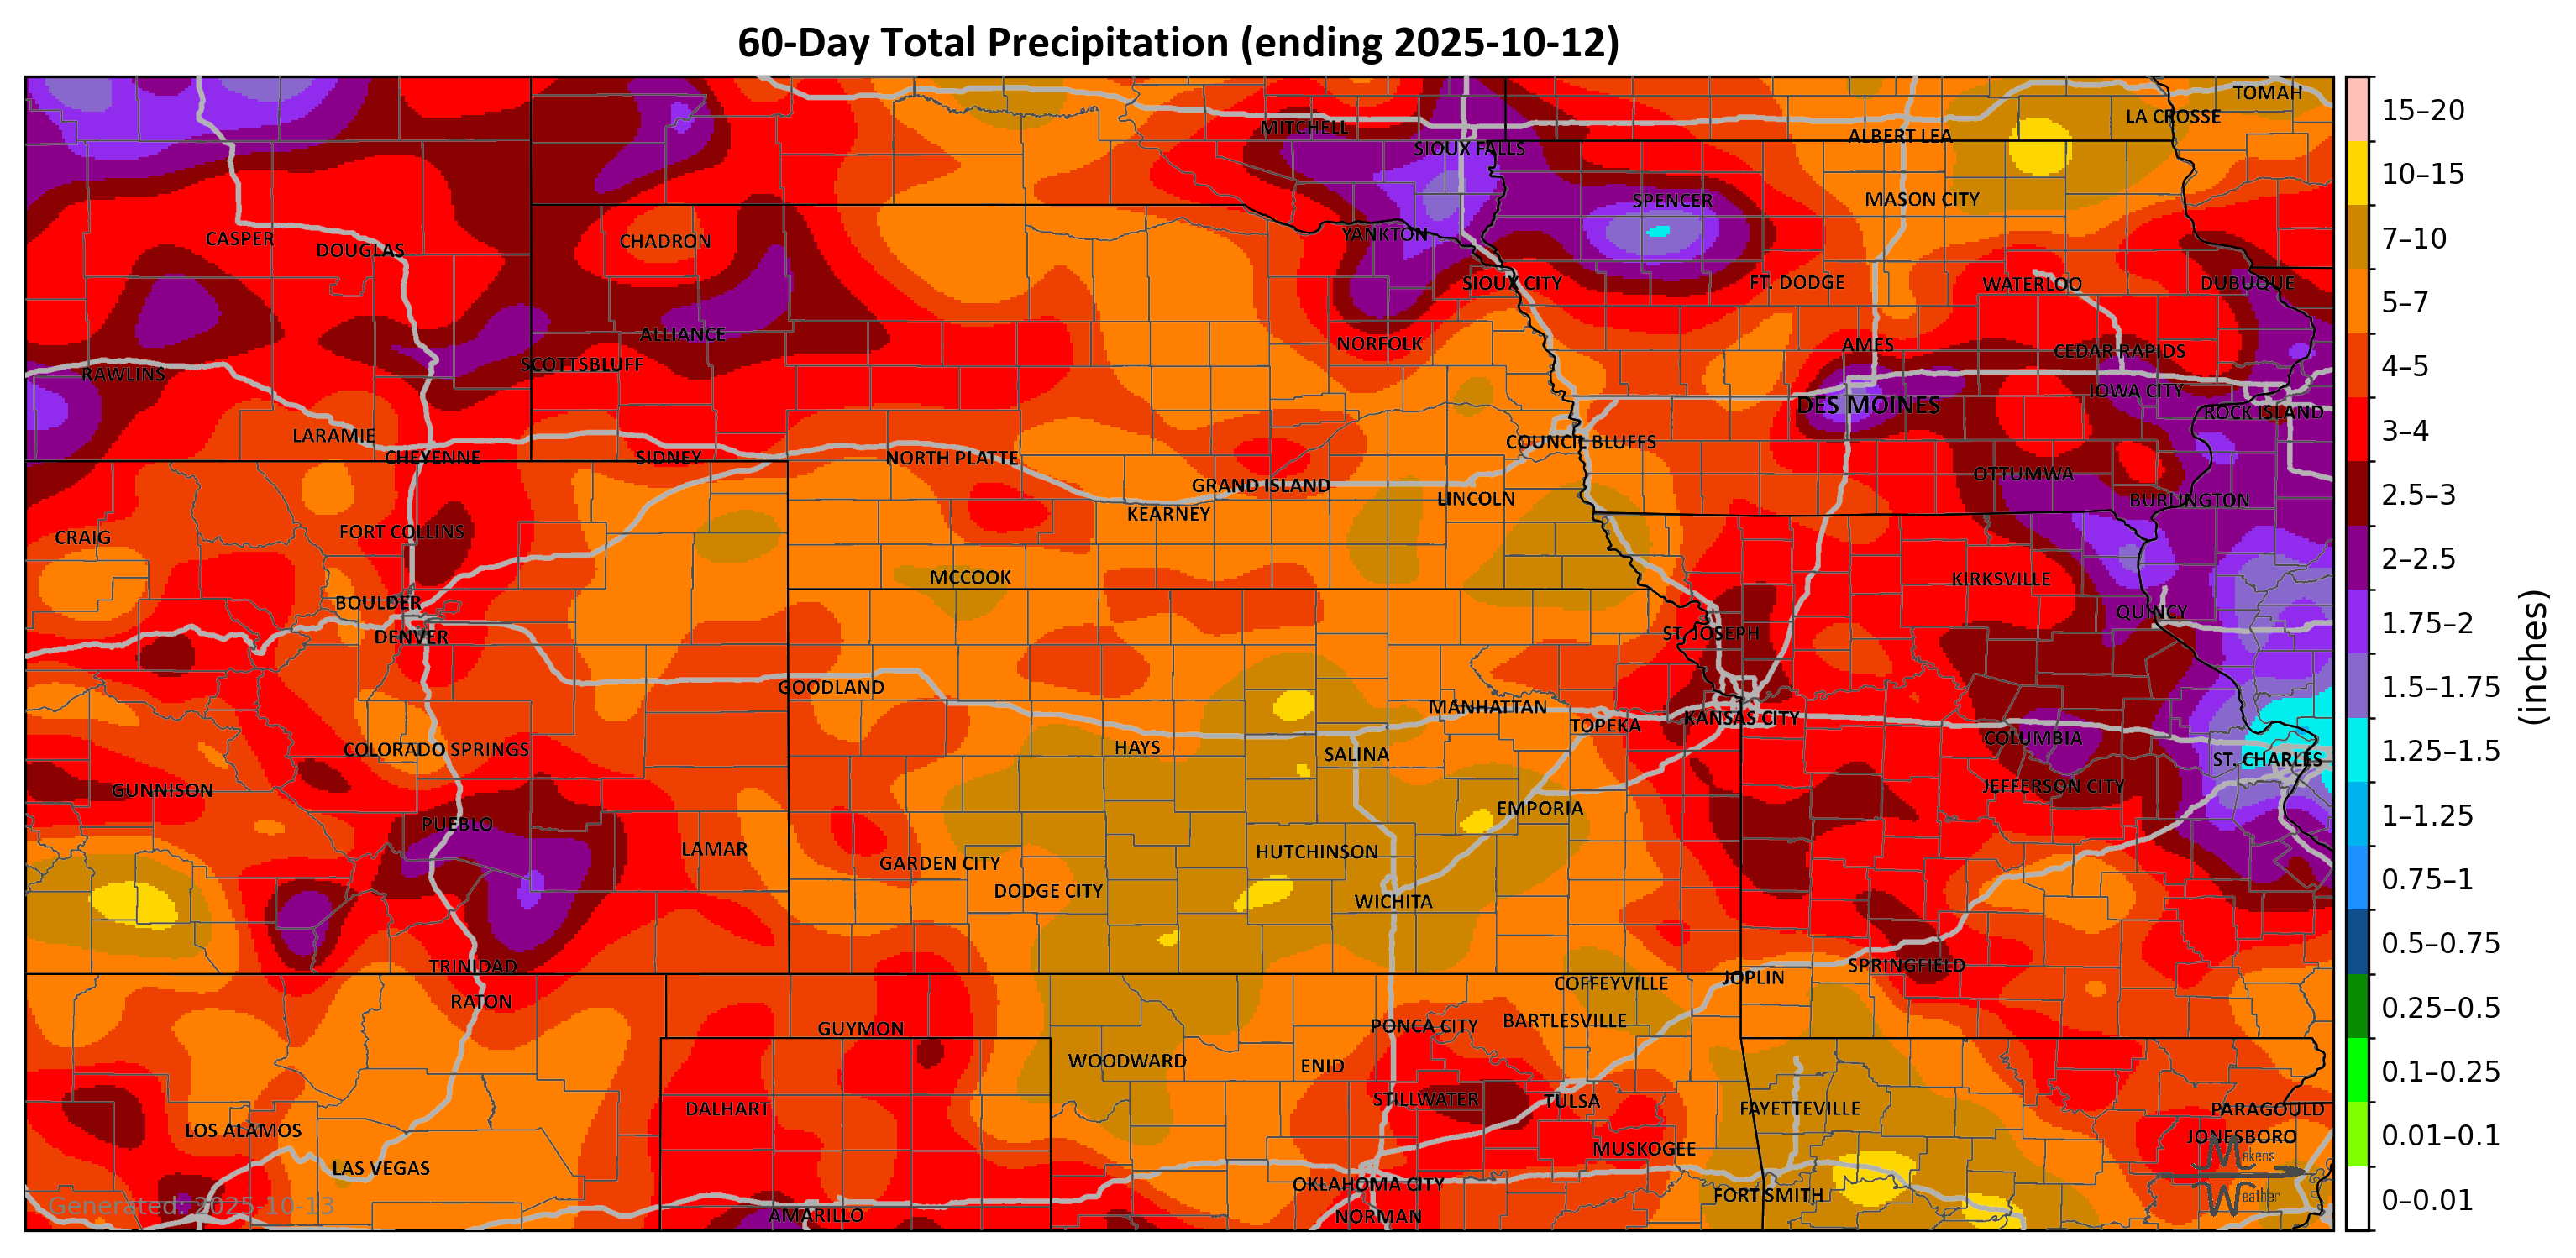 60-Day Total Precipitation (ending 2025-10-12)
TOMAH
LA CROSSE
MITCHELL
ALBERT LEA
SIOUX FALLS
SPENCER
MASON CITY
CASPER
DOUGLAS
CHADRON
YANKTON
SIOUX CITY
FT. DODGE
WATERLOO
DUBUQUE
ALLIANCE
NORFOLK
AMES
CEDAR RAPIDS
RAWLINS
SCOTTSBLUFF
IOWA CITY
DES MOINES
ROCK ISLAND
LARAMIE
COUNCIL BLUFFS
CHEYENNE
SIDNEY
NORTH PLATTE
OTTUMWA
GRAND ISLAND
LINCOLN
BURLINGTON
KEARNEY
CRAIG
FORT COLLINS
MCCOOK
KIRKSVILLE
BOULDER
QUINCY
DENVER
ST. JOSEPH
GOODLAND
MANHATTAN
TOPEKA
KANSAS CITY
COLORADO SPRINGS
HAYS
SALINA
COLUMBIA
ST. CHARLES
GUNNISON
JEFFERSON CITY
EMPORIA
PUEBLO
LAMAR
HUTCHINSON
GARDEN CITY
DODGE CITY
WICHITA
TRINIDAD
SPRINGFIELD
COFFEYVILLE
JOPLIN
RATON
GUYMON
PONCA CITY
BARTLESVILLE
WOODWARD
ENID
DALHART
STILLWATER
TULSA
FAYETTEVILLE
PARAGOULD
LOS ALAMOS
JONESBORO
LAS VEGAS
MUSKOGEE
OKLAHOMA CITY
FORT SMITH
AMARILLO
NORMAN
Makens
Weather
Generated: 2025-10-13
15–20
10–15
7–10
5–7
4–5
3–4
2.5–3
2–2.5
1.75–2
1.5–1.75
1.25–1.5
1–1.25
0.75–1
0.5–0.75
0.25–0.5
0.1–0.25
0.01–0.1
0–0.01
(inches)